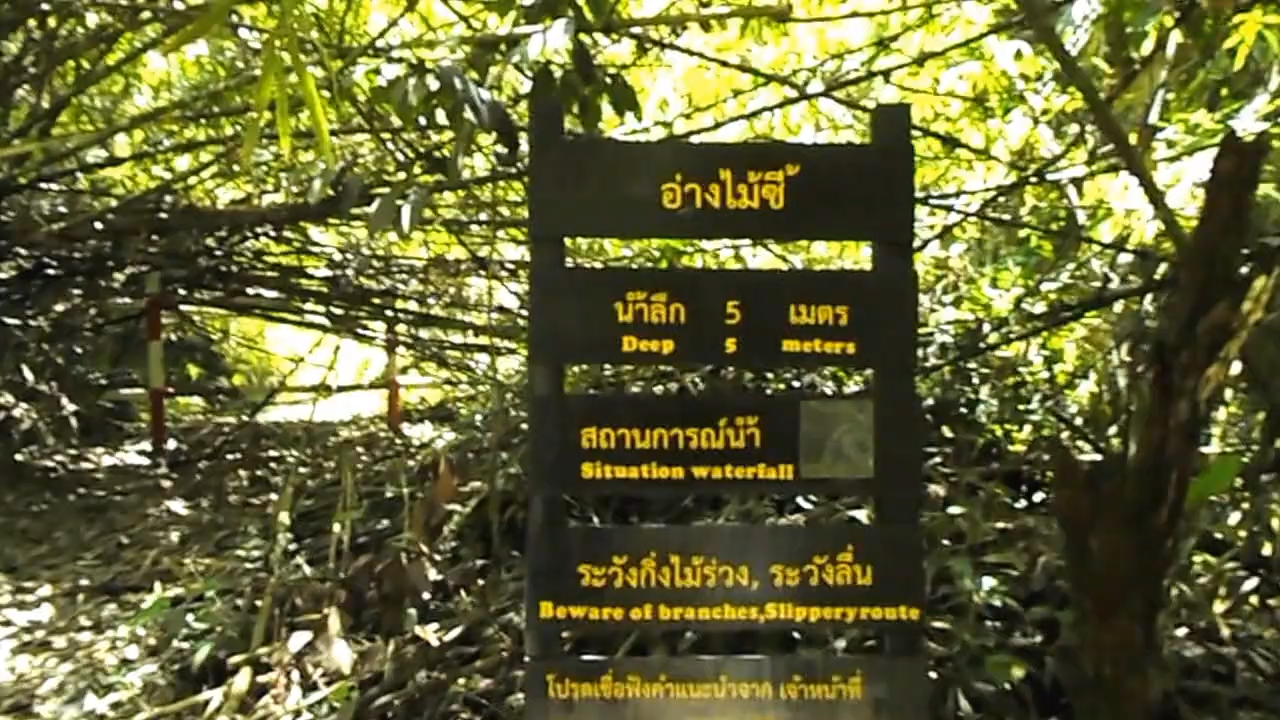 อ่างไม้ซี้
น้ำลึก 5 เมตร
Deep 5 meters
สถานการณ์น้ำ
Situation waterfall
ระวังกิ่งไม้ร่วง, ระวังลื่น
Beware of branches,Slippery route
โปรดเชื่อฟังคำแนะนำจาก เจ้าหน้าที่